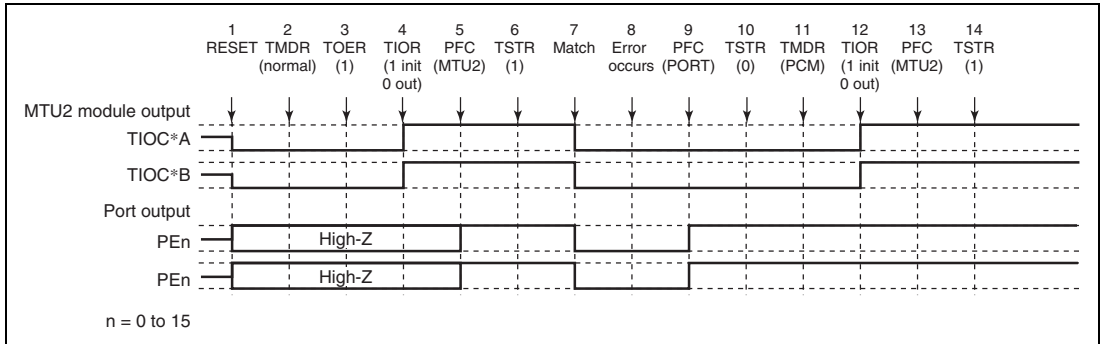 1 2 3 4 5 6 7 8 9 10 11 12 13 14
RESET TMDR TOER TIOR PFC TSTR Match Error PFC TSTR TMDR TIOR PFC TSTR
(normal) (1) (1 init (MTU2) (1) occurs (PORT) (0) (PCM) (1 init (MTU2) (1)
0 out) 0 out)
MTU2 module output
TIOC*A
TIOC*B
Port output
PEn High-Z
PEn High-Z
n = 0 to 15